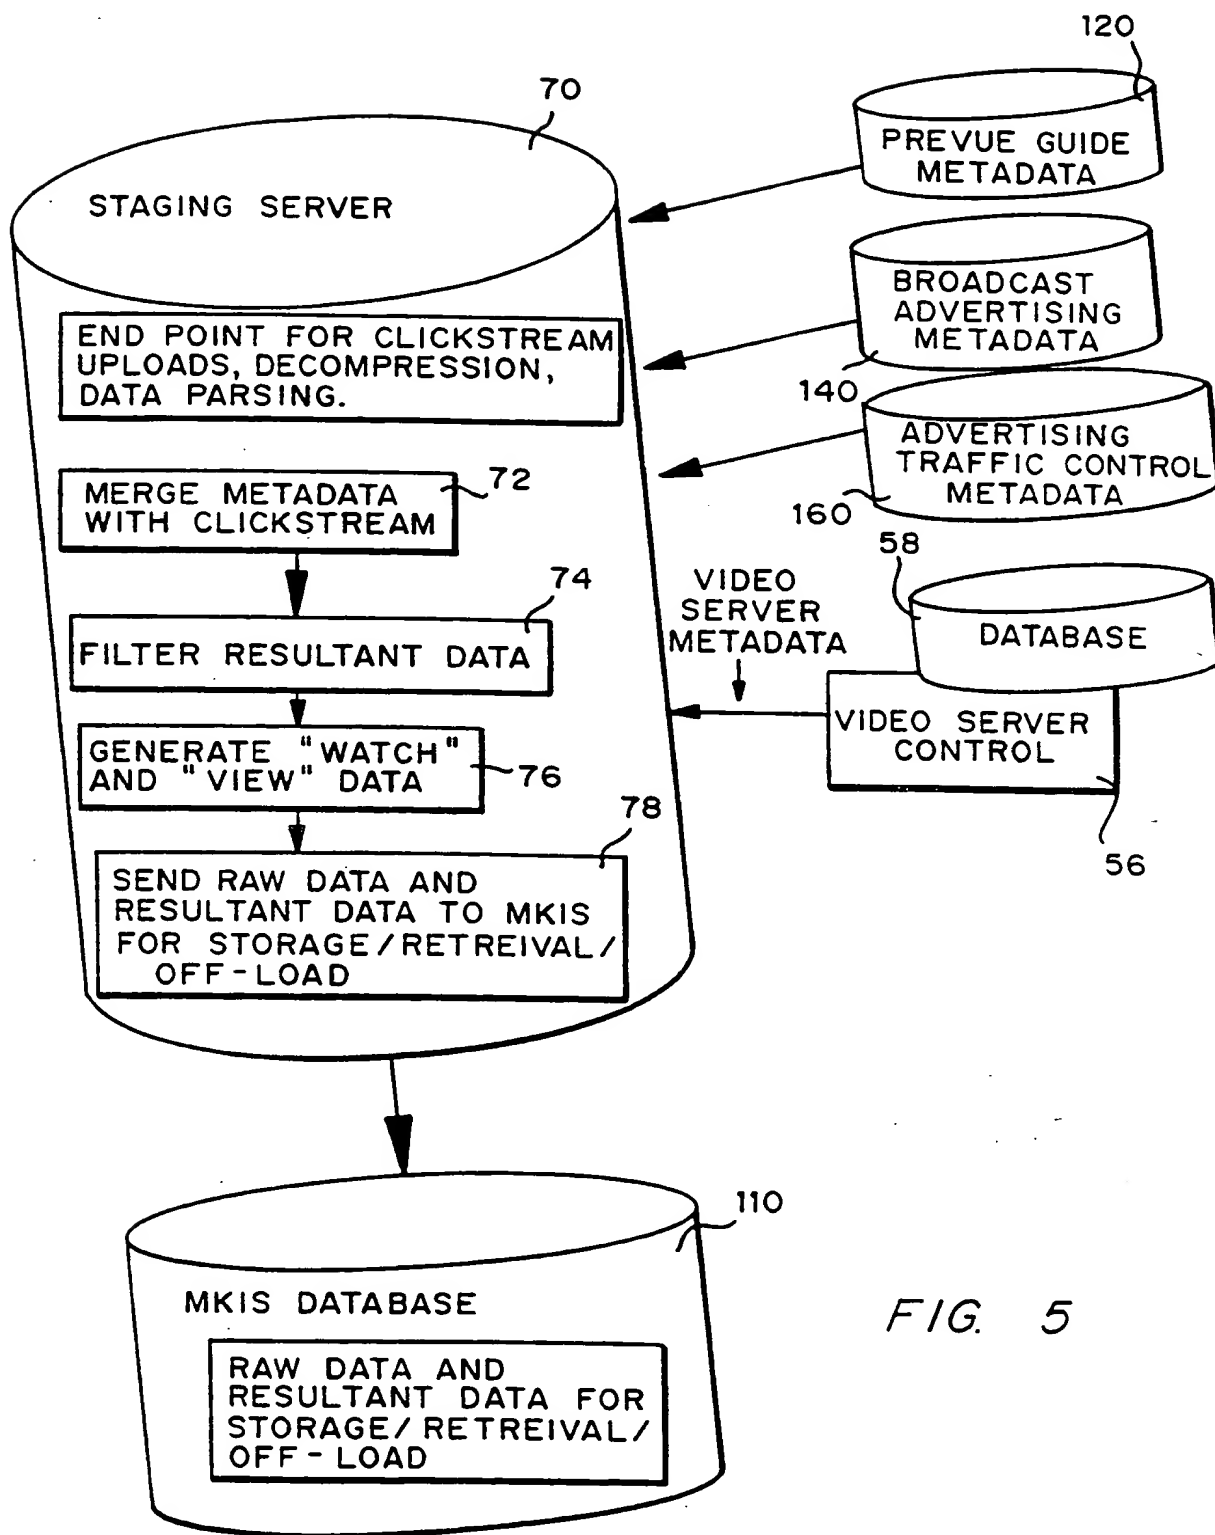 120
PREVUE GUIDE
METADATA
70
STAGING SERVER
BROADCAST
ADVERTISING
METADATA
140
END POINT FOR CLICKSTREAM
UPLOADS, DECOMPRESSION,
DATA PARSING.
ADVERTISING
TRAFFIC CONTROL
METADATA
160
72
MERGE METADATA
WITH CLICKSTREAM
58
DATABASE
VIDEO
SERVER
METADATA
74
FILTER RESULTANT DATA
VIDEO SERVER
CONTROL
56
GENERATE "WATCH"
AND "VIEW" DATA
76
78
SEND RAW DATA AND
RESULTANT DATA TO MKIS
FOR STORAGE/RETREIVAL/
OFF-LOAD
110
MKIS DATABASE
RAW DATA AND
RESULTANT DATA FOR
STORAGE/RETREIVAL/
OFF-LOAD
FIG. 5